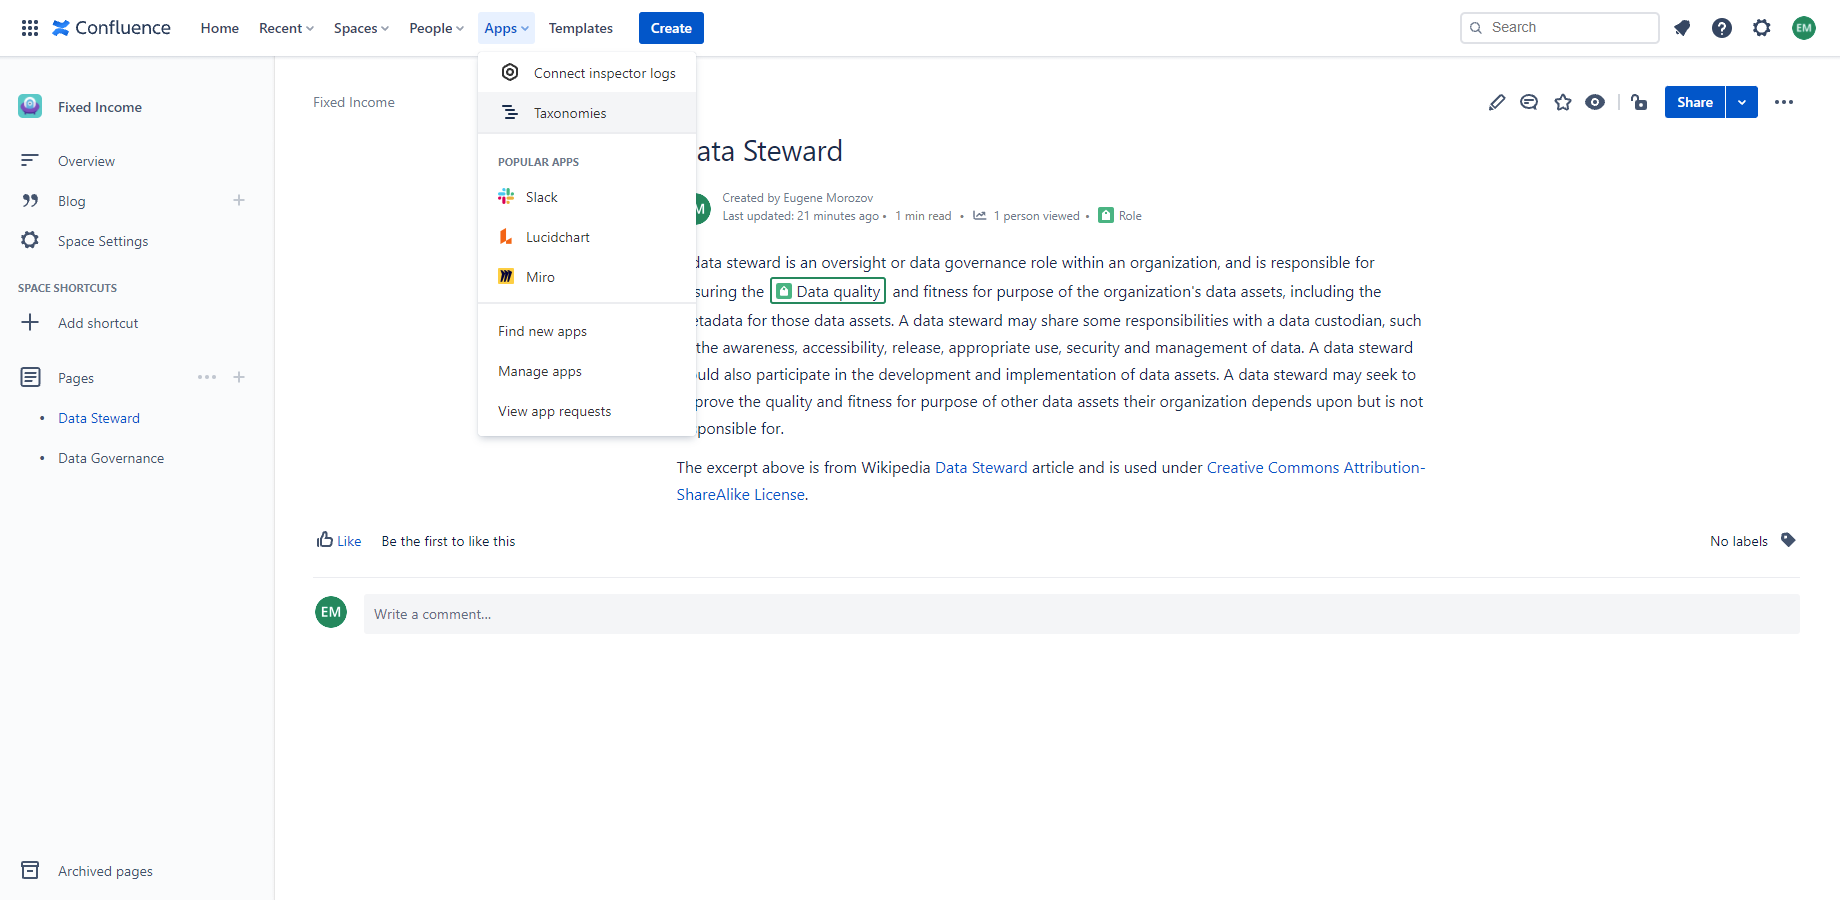 Confluence Home Recent Spaces People Apps Templates Create Search EM
Fixed Income
Overview
Blog
Space Settings
SPACE SHORTCUTS
Add shortcut
Pages
• Data Steward
• Data Governance
Archived pages
Connect inspector logs
Taxonomies
POPULAR APPS
Slack
Lucidchart
Miro
Find new apps
Manage apps
View app requests
Fixed Income
Share
ata Steward
M
Created by Eugene Morozov
Last updated: 21 minutes ago • 1 min read • 1 person viewed • Role
data steward is an oversight or data governance role within an organization, and is responsible for
suring the Data quality and fitness for purpose of the organization's data assets, including the
etadata for those data assets. A data steward may share some responsibilities with a data custodian, such
the awareness, accessibility, release, appropriate use, security and management of data. A data steward
uld also participate in the development and implementation of data assets. A data steward may seek to
prove the quality and fitness for purpose of other data assets their organization depends upon but is not
ponsible for.
The excerpt above is from Wikipedia Data Steward article and is used under Creative Commons Attribution-
ShareAlike License.
Like Be the first to like this
No labels
EM
Write a comment...